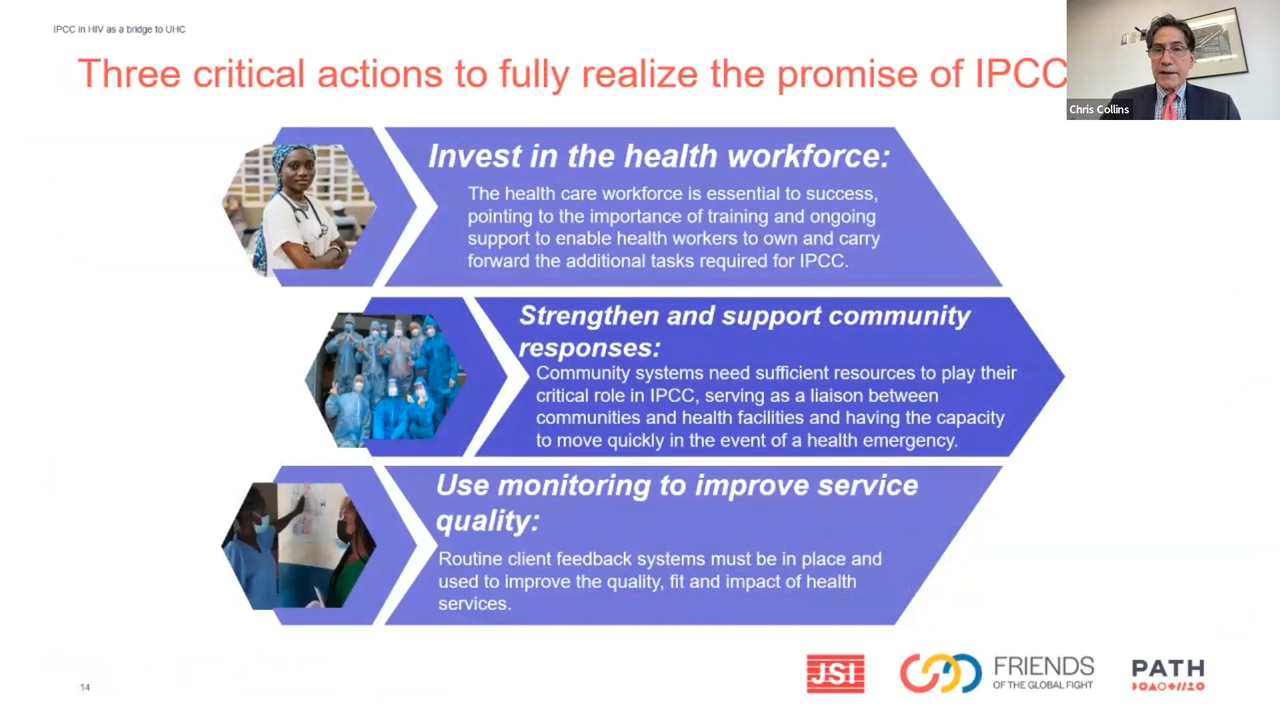 IPCC in HIV as a bridge to UHC
Three critical actions to fully realize the promise of IPCC
Chris Collins
Invest in the health workforce:
The health care workforce is essential to success,
pointing to the importance of training and ongoing
support to enable health workers to own and carry
forward the additional tasks required for IPCC.
Strengthen and support community
responses:
Community systems need sufficient resources to play their
critical role in IPCC, serving as a liaison between
communities and health facilities and having the capacity
to move quickly in the event of a health emergency.
Use monitoring to improve service
quality:
Routine client feedback systems must be in place and
used to improve the quality, fit and impact of health
services.
14
JSI
FRIENDS
OF THE GLOBAL FIGHT
PATH